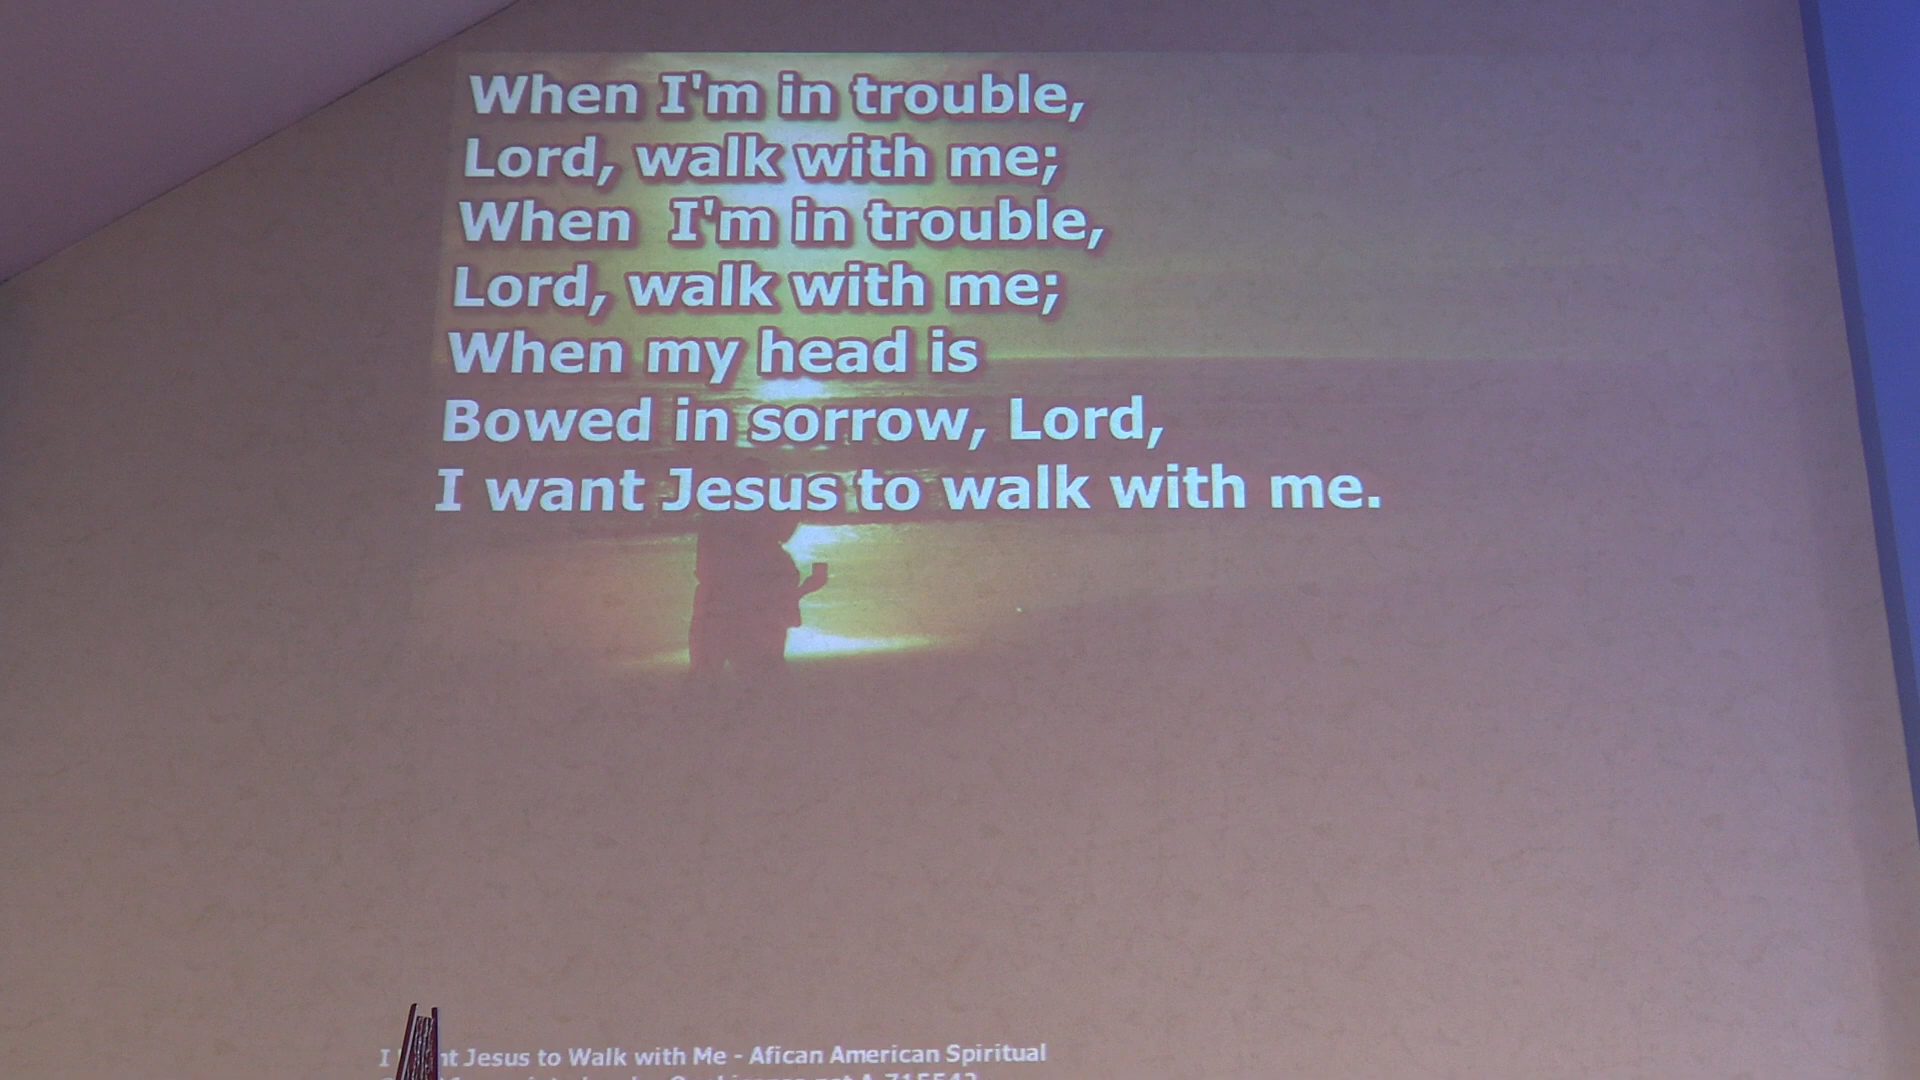 When I'm in trouble,
Lord, walk with me;
When I'm in trouble,
Lord, walk with me;
When my head is
Bowed in sorrow, Lord,
I want Jesus to walk with me.
I Jesus to Walk with Me - Afican American Spiritual